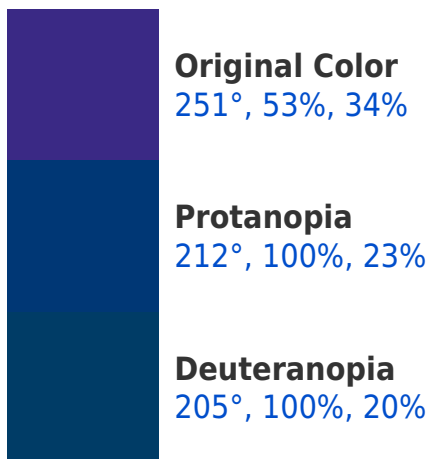 Original Color
251°, 53%, 34%
Protanopia
212°, 100%, 23%
Deuteranopia
205°, 100%, 20%